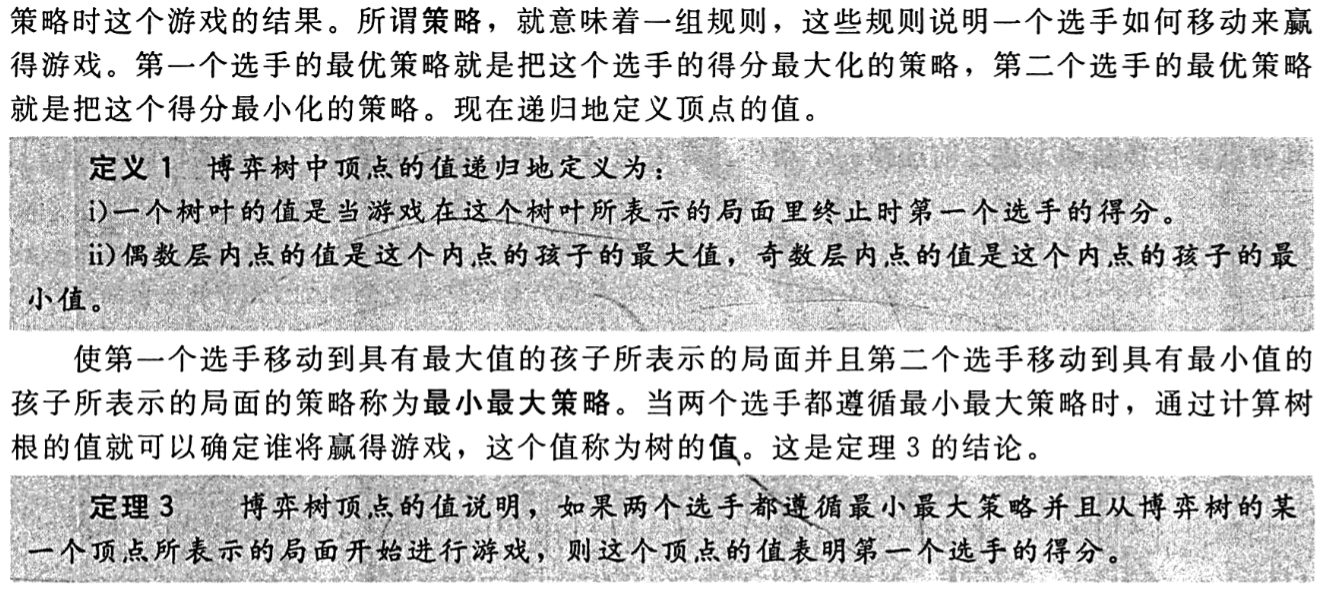 策略时这个游戏的结果。所谓策略，就意味着一组规则，这些规则说明一个选手如何移动来赢
得游戏。第一个选手的最优策略就是把这个选手的得分最大化的策略，第二个选手的最优策略
就是把这个得分最小化的策略。现在递归地定义顶点的值。
定义 1 博弈树中顶点的值递归地定义为：
i)一个树叶的值是当游戏在这个树叶所表示的局面里终止时第一个选手的得分。
ii)偶数层内点的值是这个内点的孩子的最大值，奇数层内点的值是这个内点的孩子的最
小值。
使第一个选手移动到具有最大值的孩子所表示的局面并且第二个选手移动到具有最小值的
孩子所表示的局面的策略称为最小最大策略。当两个选手都遵循最小最大策略时，通过计算树
根的值就可以确定谁将赢得游戏，这个值称为树的值。这是定理 3 的结论。
定理 3 博弈树顶点的值说明，如果两个选手都遵循最小最大策略并且从博弈树的某
一个顶点所表示的局面开始进行游戏，则这个顶点的值表明第一个选手的得分。